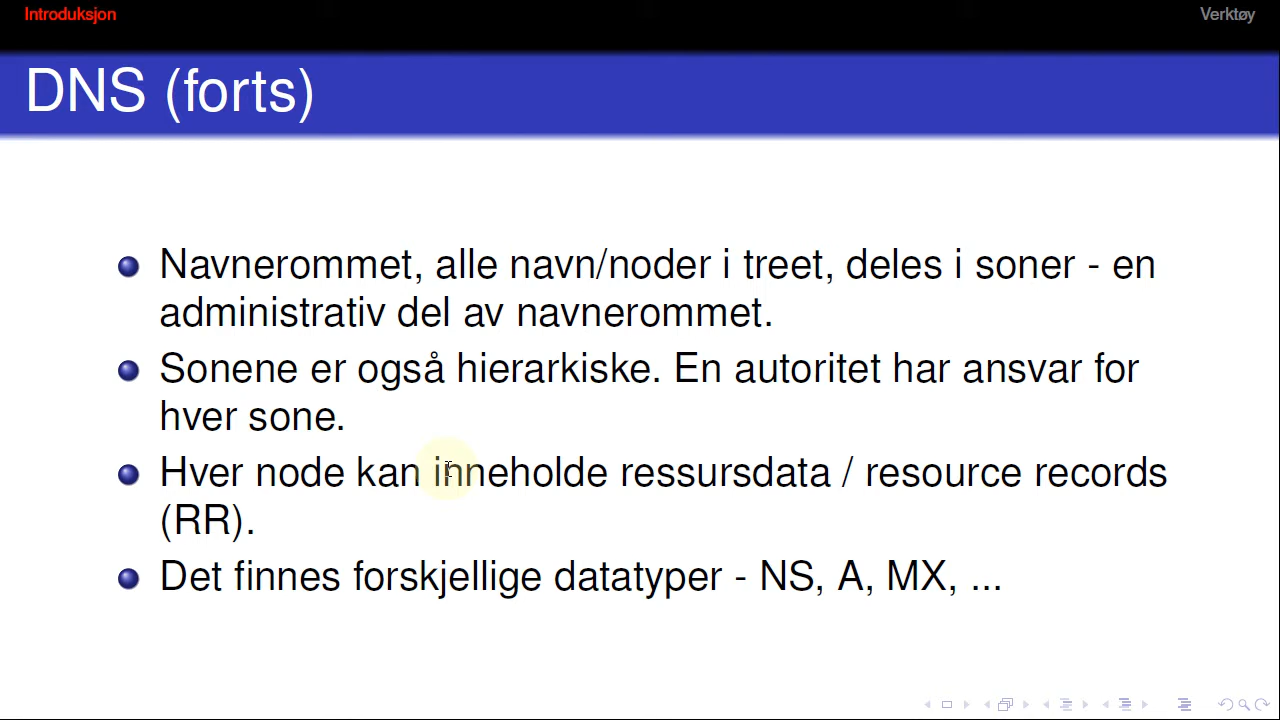 Introduksjon
Verktøy
DNS (forts)
Navnerommet, alle navn/noder i treet, deles i soner - en
administrativ del av navnerommet.
Sonene er også hierarkiske. En autoritet har ansvar for
hver sone.
Hver node kan inneholde ressursdata / resource records
(RR).
Det finnes forskjellige datatyper - NS, A, MX, ...